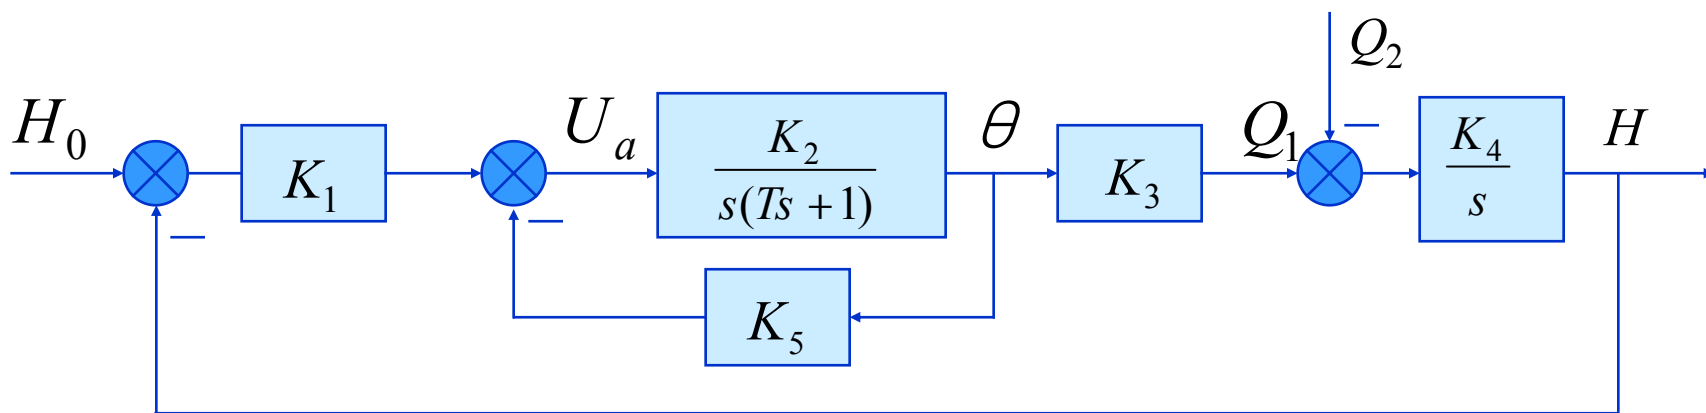 H₀
K₁
Uₐ
K₂
s(Ts + 1)
θ
K₃
Q₁
Q₂
−
K₄
s
H
−
−
K₅